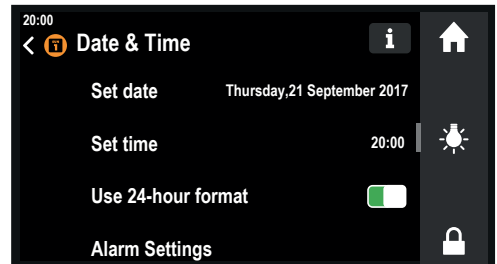 20:00
Date & Time
Set date Thursday,21 September 2017
Set time 20:00
Use 24-hour format
Alarm Settings